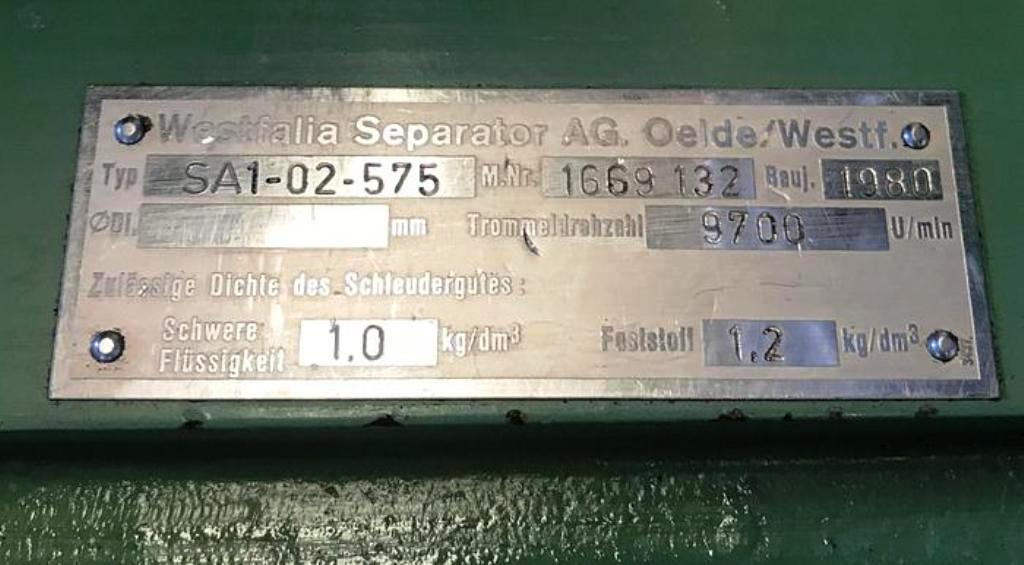 Westfalia Separator AG. Oelde/Westf.
Typ SA1-02-575 M.Nr. 1669 132 Bauj. 1980
ØDI. mm Trommeldrehzahl 9700 U/min
Zulässige Dichte des Schleudergutes:
Schwere Flüssigkeit 1.0 kg/dm³ Feststoff 1.2 kg/dm³